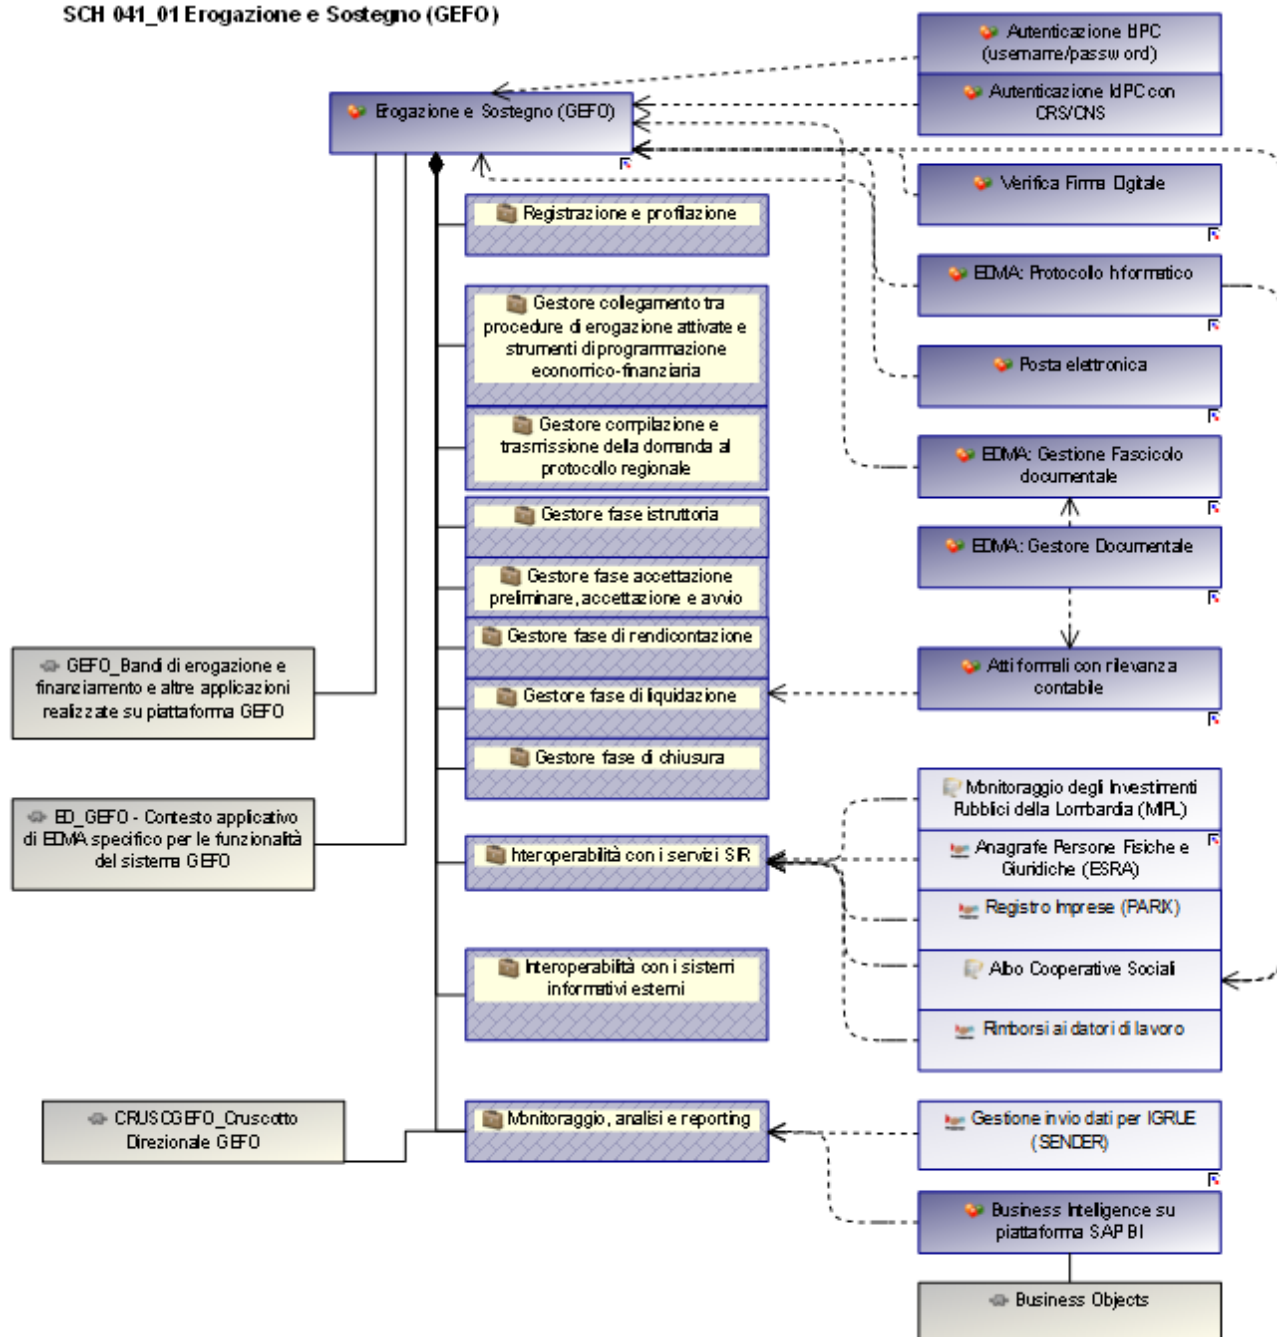 SCH 041_01 Erogazione e Sostegno (GEFO)
Autenticazione IdPC
(username/password)
Autenticazione IdPC con
CRS/CNS
Erogazione e Sostegno (GEFO)
Verifica Firma Digitale
EDMA: Protocollo Informatico
Posta elettronica
EDMA: Gestione Fascicolo
documentale
EDMA: Gestore Documentale
Atti formali con rilevanza
contabile
Registrazione e profilazione
Gestore collegamento tra
procedure di erogazione attivate e
strumenti di programmazione
economico-finanziaria
Gestore compilazione e
trasmissione della domanda al
protocollo regionale
Gestore fase istruttoria
Gestore fase accettazione
preliminare, accettazione e avvio
Gestore fase di rendicontazione
Gestore fase di liquidazione
Gestore fase di chiusura
GEFO_Bandi di erogazione e
finanziamento e altre applicazioni
realizzate su piattaforma GEFO
ED_GEFO - Contesto applicativo
di EDMA specifico per le funzionalità
del sistema GEFO
Interoperabilità con i servizi SIR
Monitoraggio degli Investimenti
Pubblici della Lombardia (MIPL)
Anagrafe Persone Fisiche e
Giuridiche (ESRA)
Registro Imprese (PARIX)
Albo Cooperative Sociali
Rimborsi ai datori di lavoro
Interoperabilità con i sistemi
informativi esterni
CRUSCGEFO_Cruscotto
Direzionale GEFO
Monitoraggio, analisi e reporting
Gestione invio dati per IGRUE
(SENDER)
Business Intelligence su
piattaforma SAP BI
Business Objects